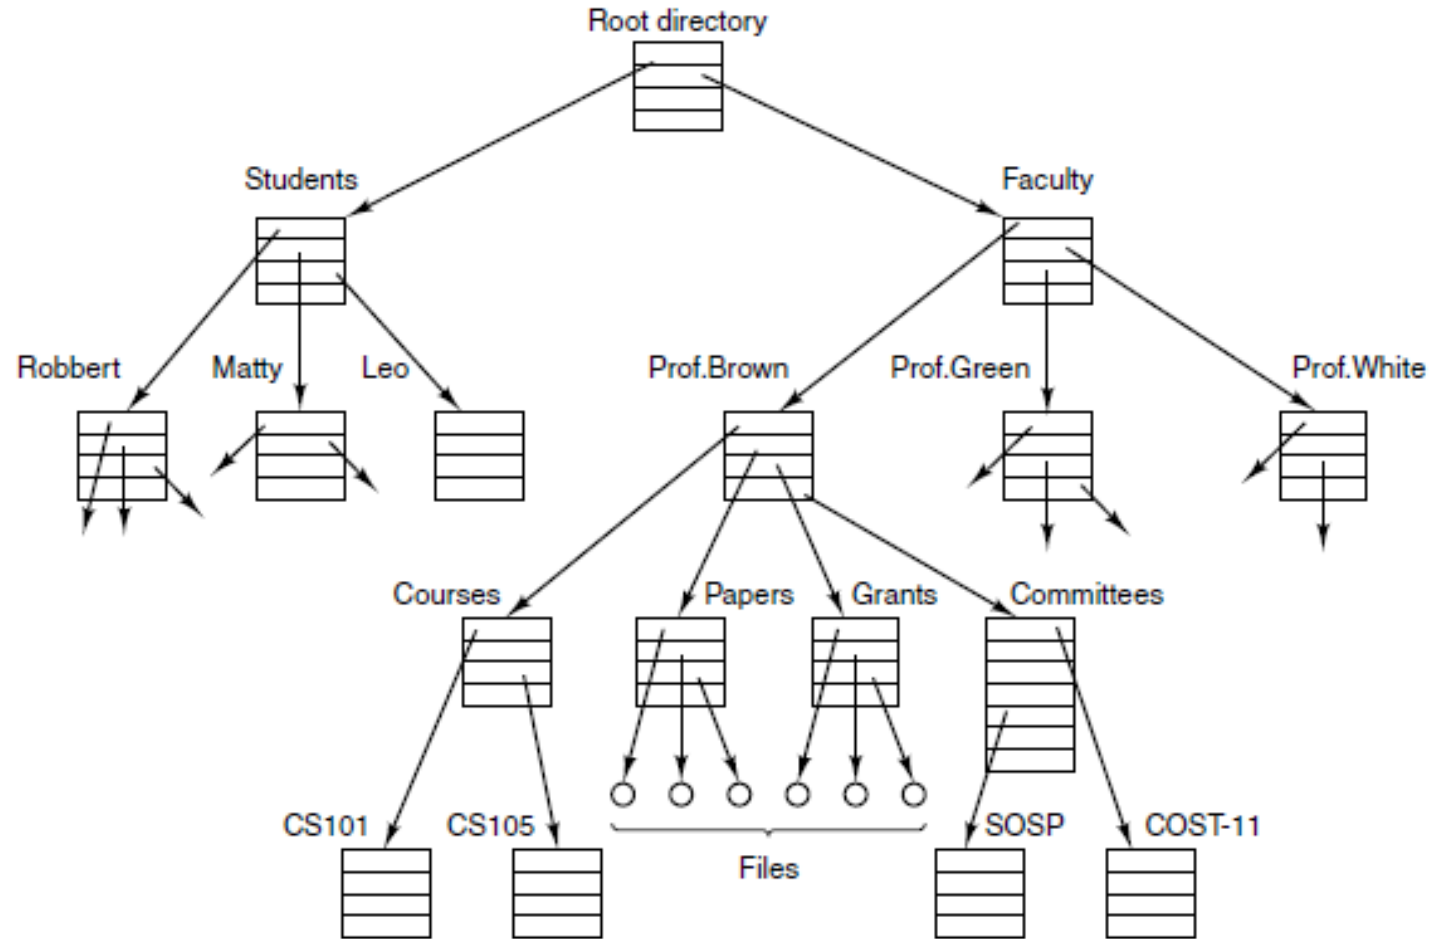 Root directory
Students
Faculty
Robbert
Matty
Leo
Prof.Brown
Prof.Green
Prof.White
Courses
Papers
Grants
Committees
CS101
CS105
SOSP
COST-11
Files